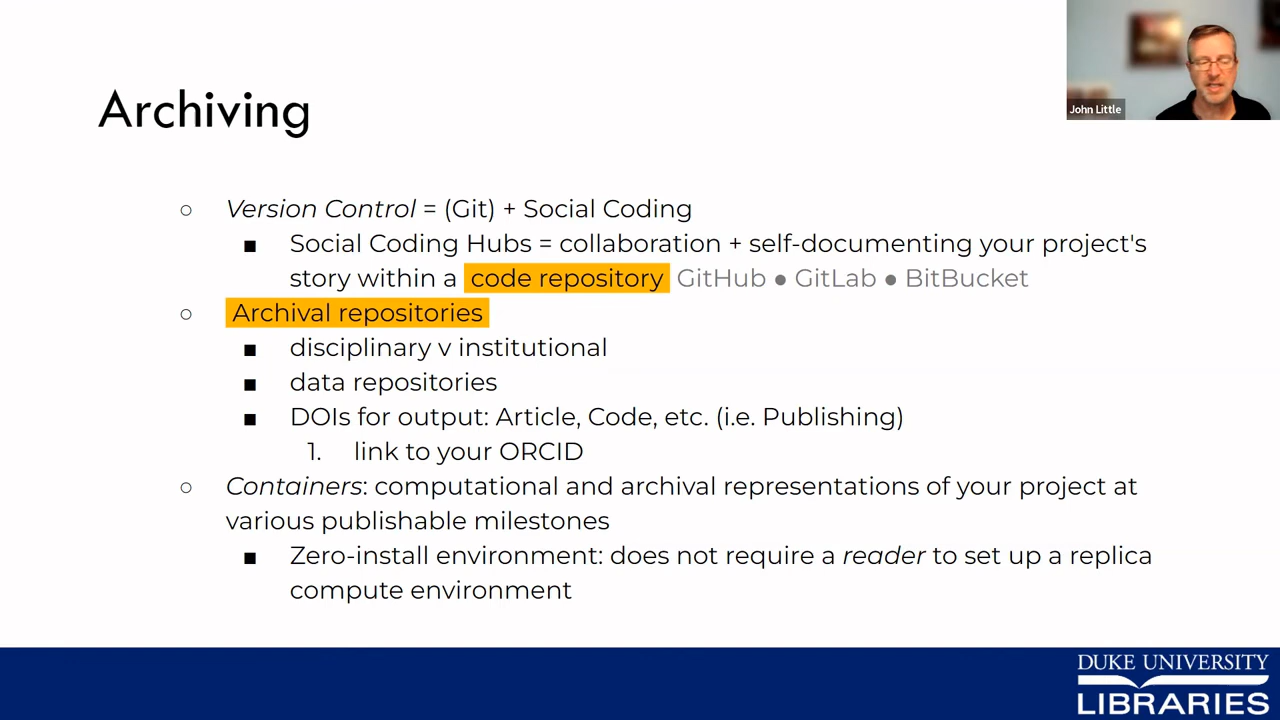 John Little
Archiving
○ Version Control = (Git) + Social Coding
■ Social Coding Hubs = collaboration + self-documenting your project's
story within a code repository GitHub ● GitLab ● BitBucket
○ Archival repositories
■ disciplinary v institutional
■ data repositories
■ DOIs for output: Article, Code, etc. (i.e. Publishing)
1. link to your ORCID
○ Containers: computational and archival representations of your project at
various publishable milestones
■ Zero-install environment: does not require a reader to set up a replica
compute environment
DUKE UNIVERSITY
LIBRARIES